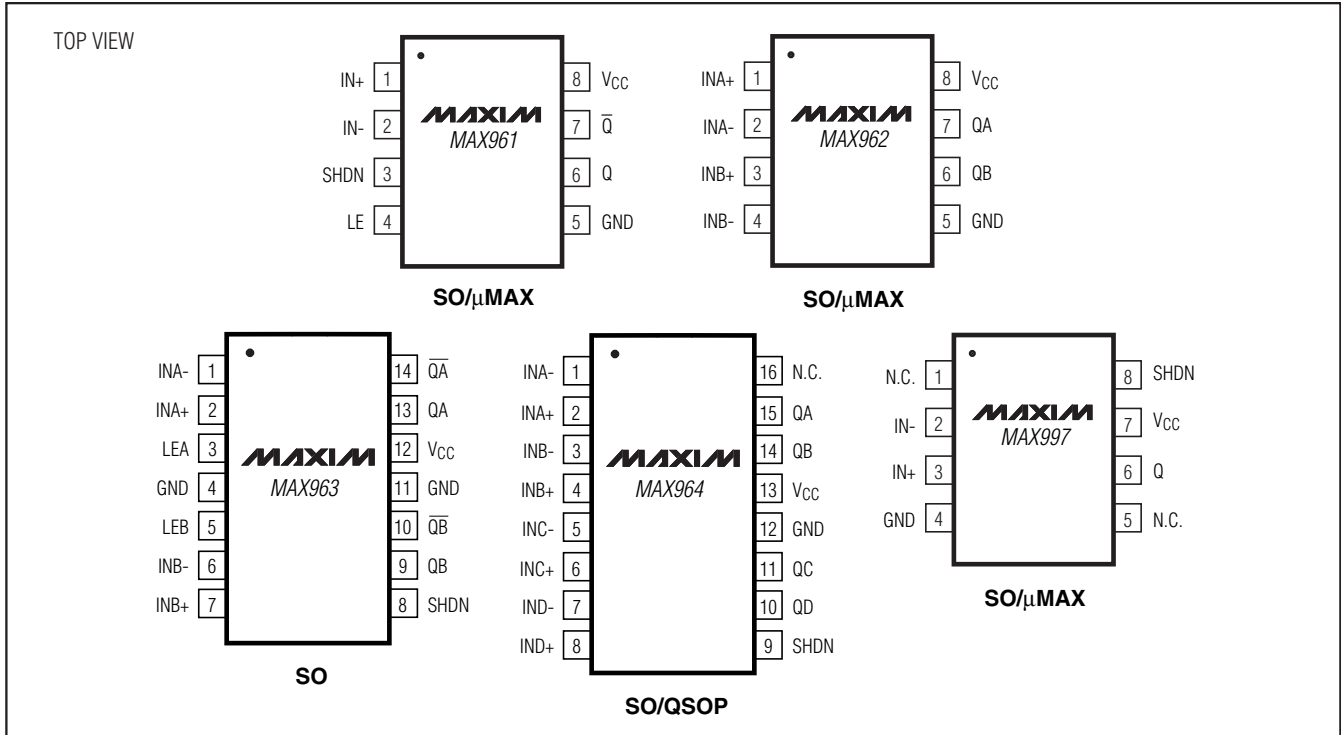 TOP VIEW
IN+ 1
IN- 2
SHDN 3
LE 4
MAXIM
MAX961
8 VCC
7 Q̅
6 Q
5 GND
SO/µMAX
INA+ 1
INA- 2
INB+ 3
INB- 4
MAXIM
MAX962
8 VCC
7 QA
6 QB
5 GND
SO/µMAX
INA- 1
INA+ 2
LEA 3
GND 4
LEB 5
INB- 6
INB+ 7
MAXIM
MAX963
14 Q̅A̅
13 QA
12 VCC
11 GND
10 Q̅B̅
9 QB
8 SHDN
SO
INA- 1
INA+ 2
INB- 3
INB+ 4
INC- 5
INC+ 6
IND- 7
IND+ 8
MAXIM
MAX964
16 N.C.
15 QA
14 QB
13 VCC
12 GND
11 QC
10 QD
9 SHDN
SO/QSOP
N.C. 1
IN- 2
IN+ 3
GND 4
MAXIM
MAX997
8 SHDN
7 VCC
6 Q
5 N.C.
SO/µMAX